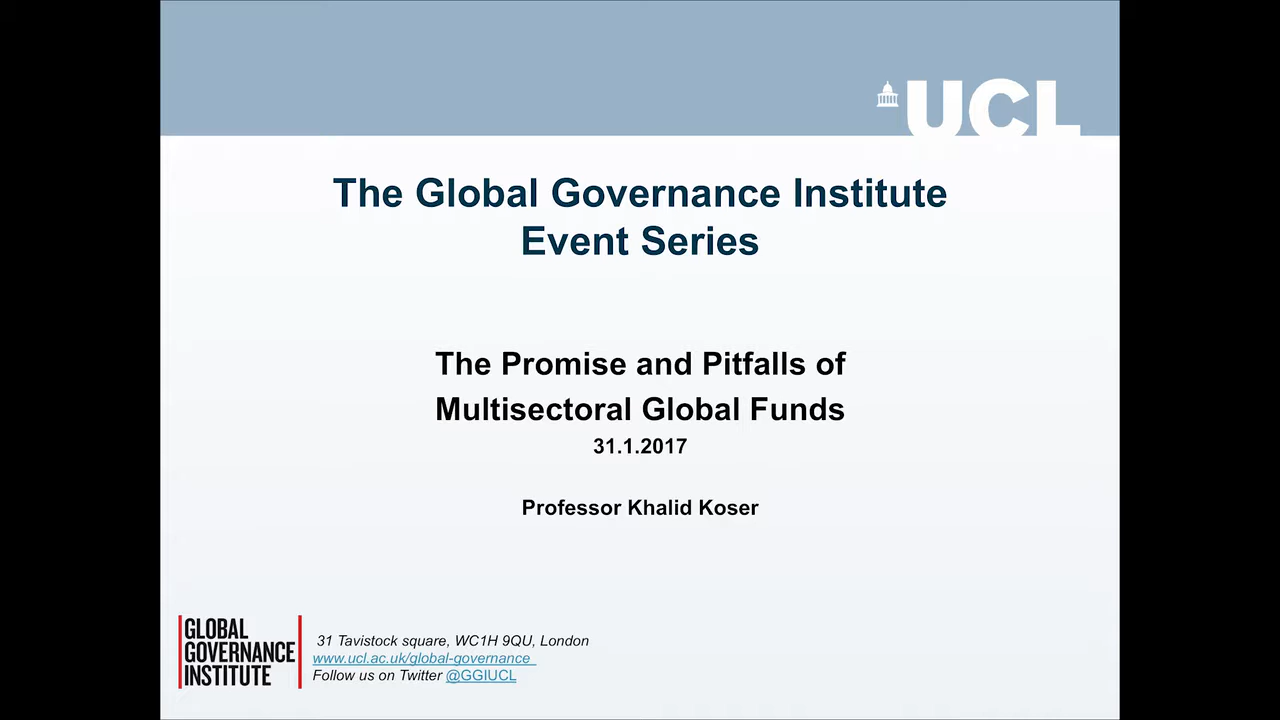 UCL
The Global Governance Institute
Event Series
The Promise and Pitfalls of
Multisectoral Global Funds
31.1.2017
Professor Khalid Koser
GLOBAL
GOVERNANCE
INSTITUTE
31 Tavistock square, WC1H 9QU, London
www.ucl.ac.uk/global-governance
Follow us on Twitter @GGIUCL